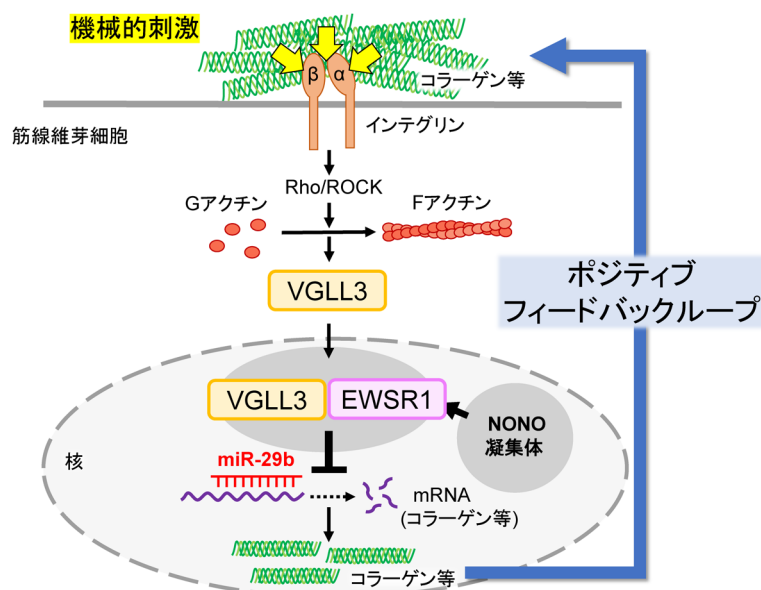 機械的刺激
β
α
コラーゲン等
インテグリン
筋線維芽細胞
Rho/ROCK
Gアクチン
Fアクチン
VGLL3
ポジティブ
フィードバックループ
VGLL3
EWSR1
NONO
凝集体
核
miR-29b
mRNA
(コラーゲン等)
コラーゲン等